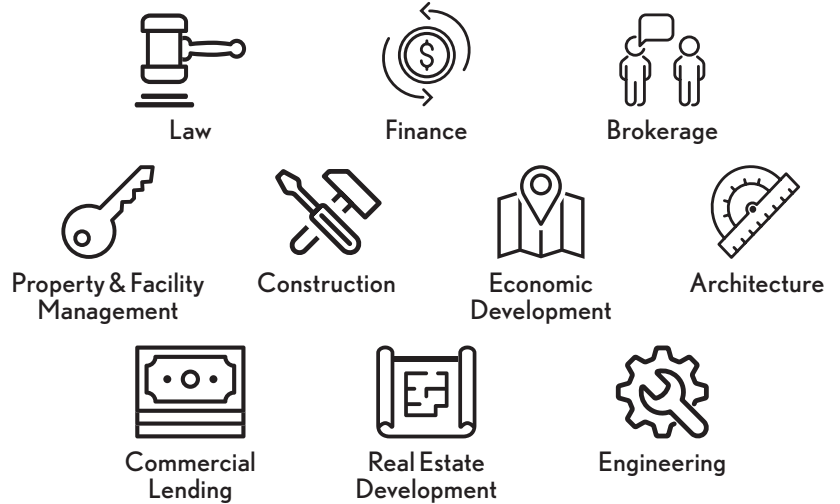 Law
Finance
Brokerage
Property & Facility
Management
Construction
Economic
Development
Architecture
Commercial
Lending
Real Estate
Development
Engineering